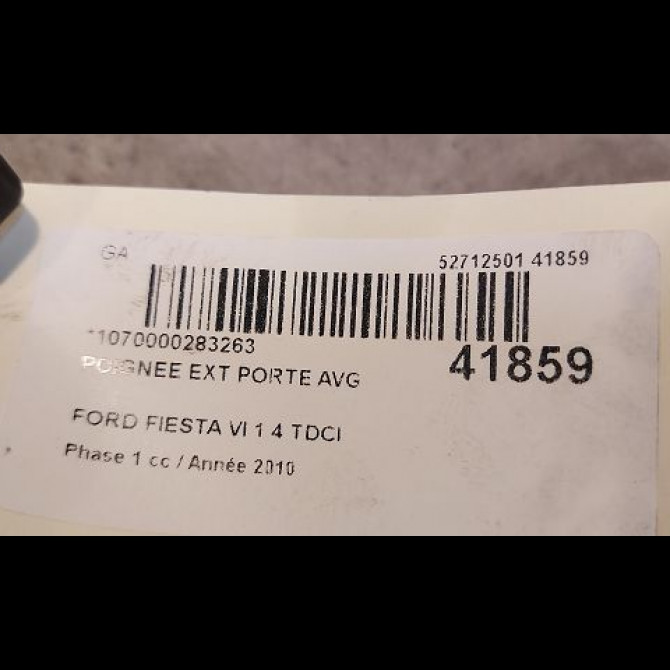 GA 52712501 41859
*1070000283263 41859
POIGNEE EXT PORTE AVG
FORD FIESTA VI 1 4 TDCI
Phase 1 cc / Année 2010